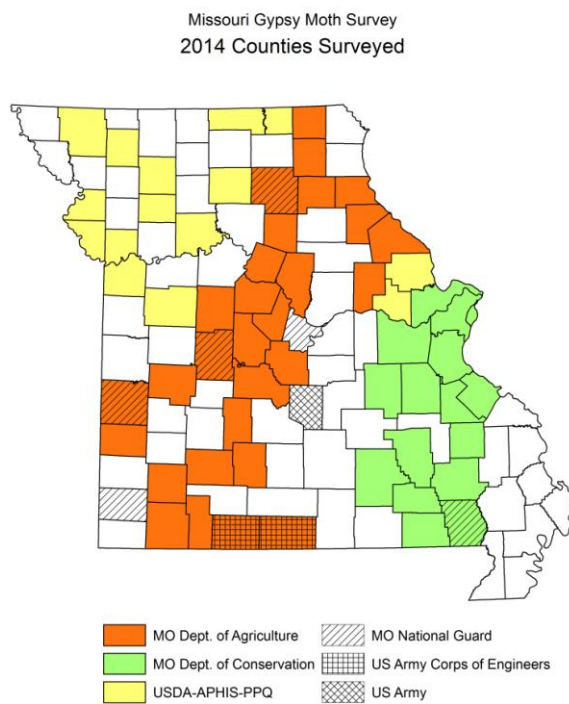 Missouri Gypsy Moth Survey
2014 Counties Surveyed
MO Dept. of Agriculture
MO National Guard
MO Dept. of Conservation
US Army Corps of Engineers
USDA-APHIS-PPQ
US Army